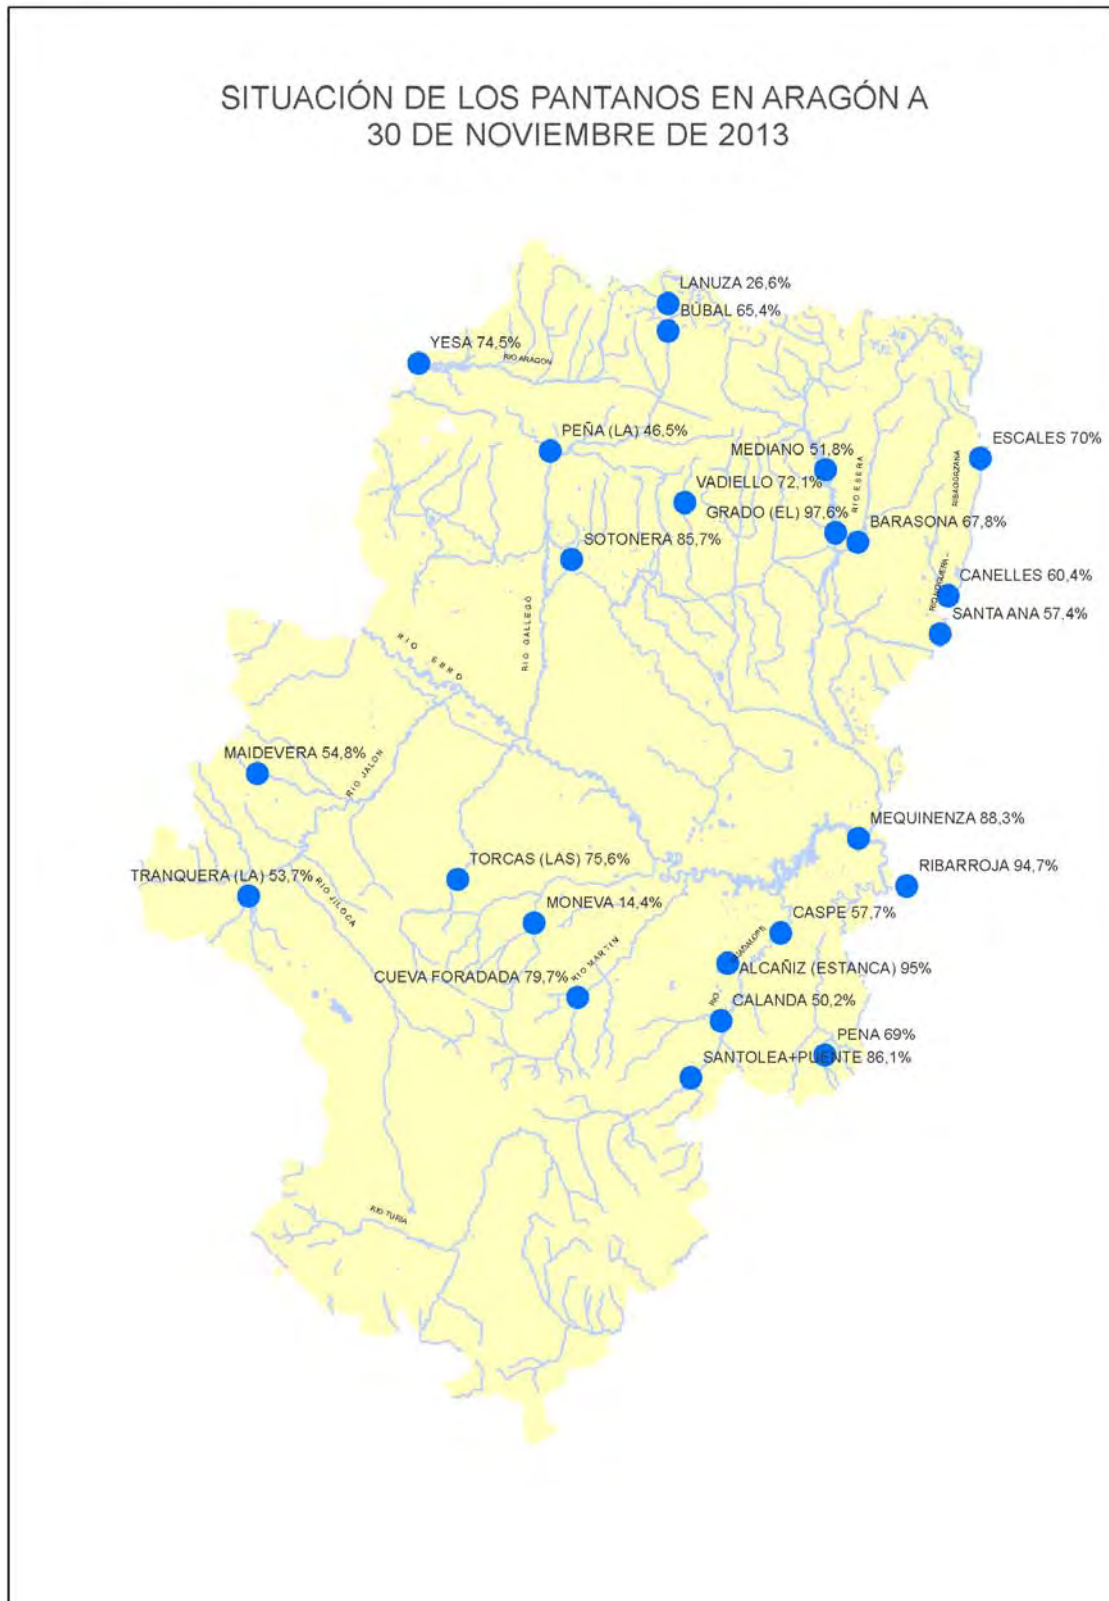 SITUACIÓN DE LOS PANTANOS EN ARAGÓN A
30 DE NOVIEMBRE DE 2013
LANUZA 26,6%
BÚBAL 65,4%
YESA 74,5%
RIO ARAGON
PEÑA (LA) 46,5%
MEDIANO 51,8%
ESCALES 70%
VADIELLO 72,1%
RIO ESERA
RIBAGORZANA
GRADO (EL) 97,6%
BARASONA 67,8%
SOTONERA 85,7%
CANELLES 60,4%
RIO NOGUERA
SANTA ANA 57,4%
RIO GALLEGO
RIO EBRO
MAIDEVERA 54,8%
RIO JALON
MEQUINENZA 88,3%
TORCAS (LAS) 75,6%
RIBARROJA 94,7%
TRANQUERA (LA) 53,7%
RIO JILOCA
MONEVA 14,4%
CASPE 57,7%
RIO GUADALOPE
RIO MARTIN
ALCAÑIZ (ESTANCA) 95%
CUEVA FORADADA 79,7%
CALANDA 50,2%
PENA 69%
SANTOLEA+PUENTE 86,1%
RIO TURIA